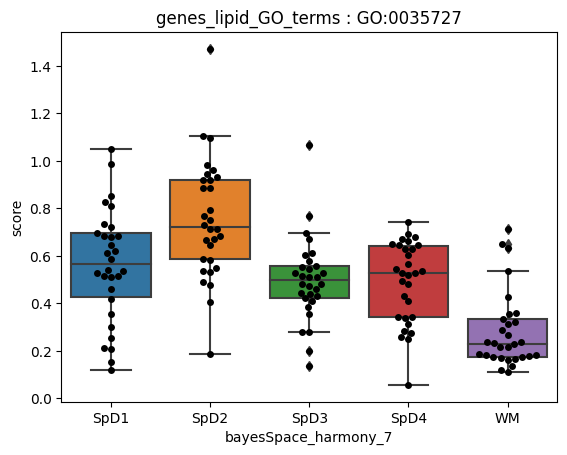 genes_lipid_GO_terms : GO:0035727
score
1.4
1.2
1.0
0.8
0.6
0.4
0.2
0.0
SpD1 SpD2 SpD3 SpD4 WM
bayesSpace_harmony_7